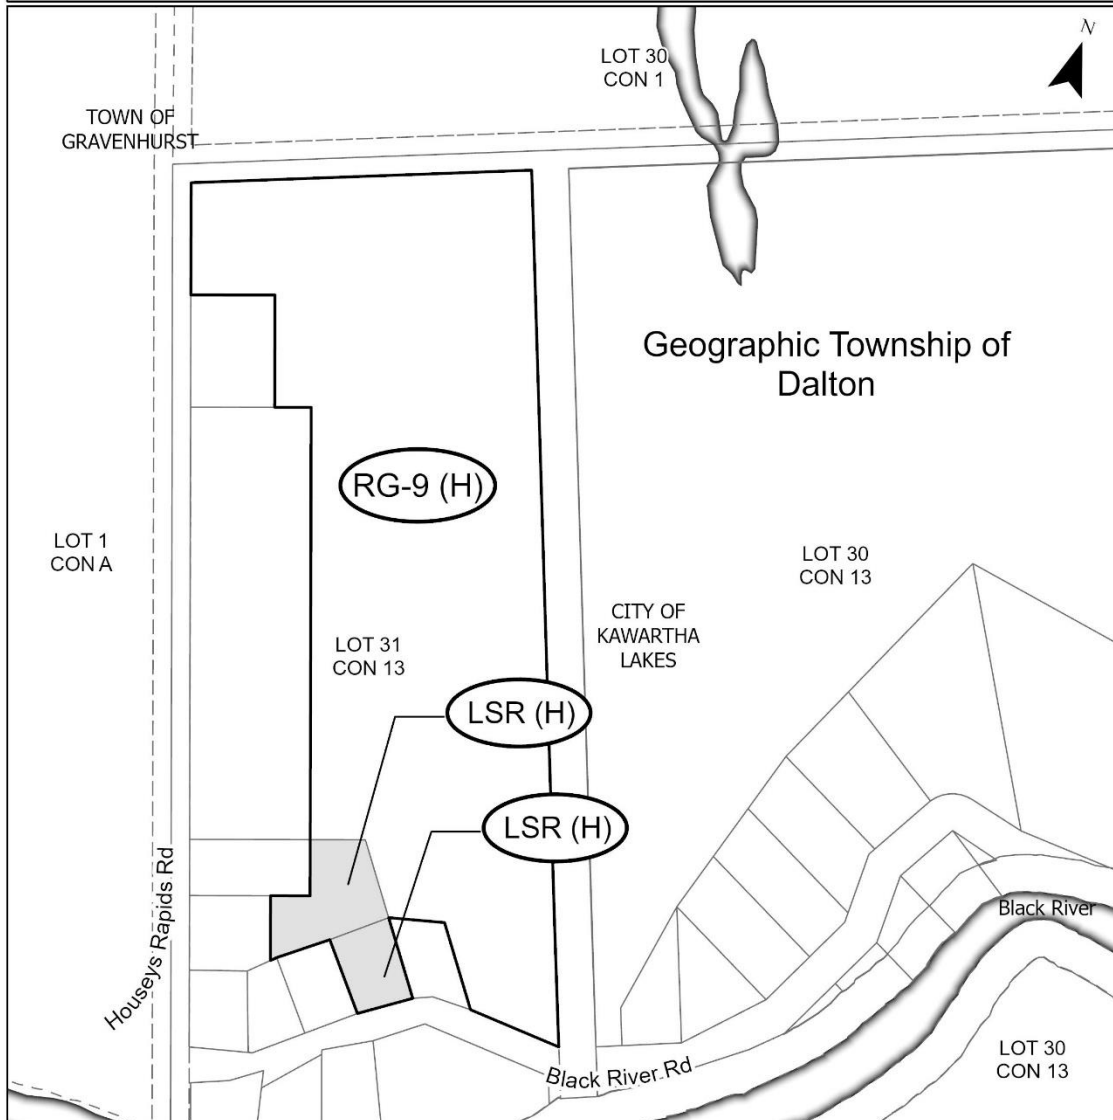 N
LOT 30
CON 1
TOWN OF
GRAVENHURST
Geographic Township of
Dalton
RG-9 (H)
LOT 1
CON A
LOT 30
CON 13
CITY OF
KAWARTHA
LAKES
LOT 31
CON 13
LSR (H)
LSR (H)
Houseys Rapids Rd
Black River
Black River Rd
LOT 30
CON 13